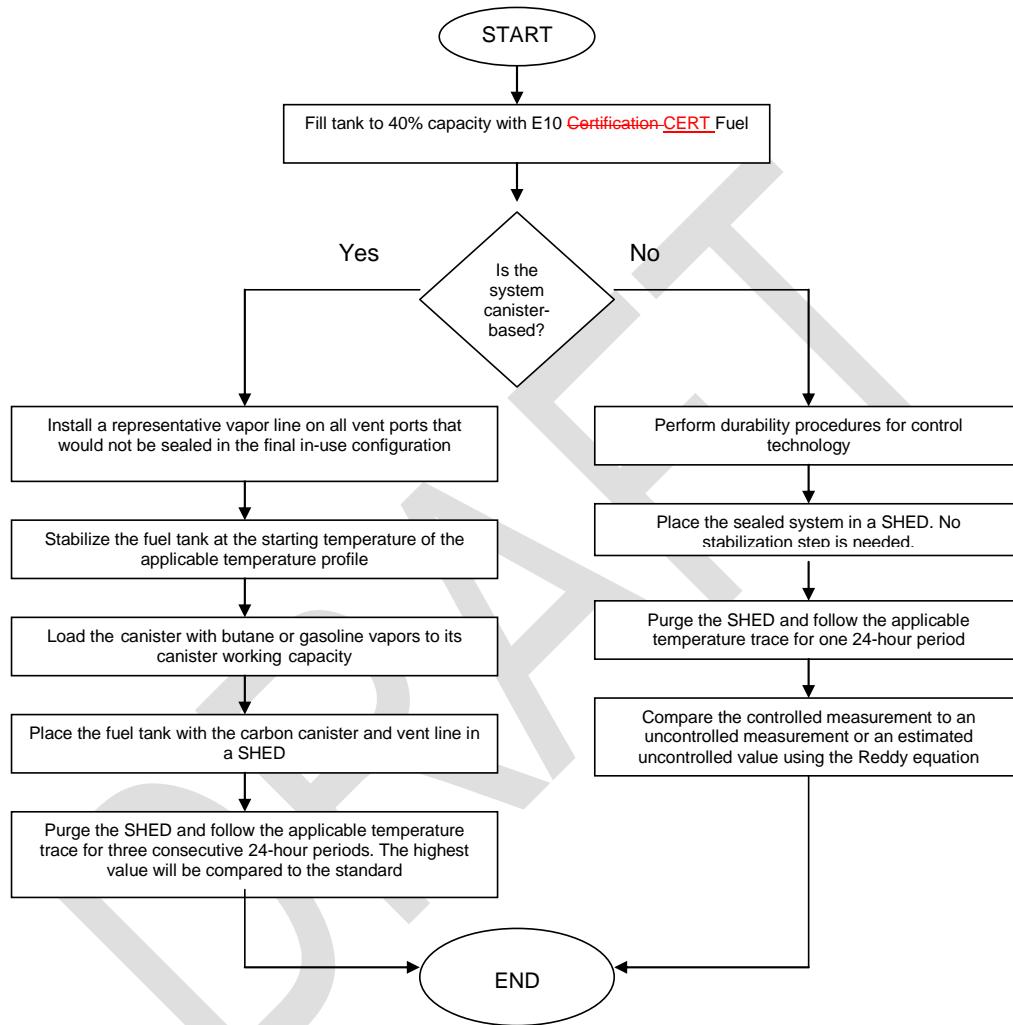 START
Fill tank to 40% capacity with E10 Certification CERT Fuel
Yes
No
Is the
system
canister-
based?
Install a representative vapor line on all vent ports that
would not be sealed in the final in-use configuration
Stabilize the fuel tank at the starting temperature of the
applicable temperature profile
Load the canister with butane or gasoline vapors to its
canister working capacity
Place the fuel tank with the carbon canister and vent line in
a SHED
Purge the SHED and follow the applicable temperature
trace for three consecutive 24-hour periods. The highest
value will be compared to the standard
Perform durability procedures for control
technology
Place the sealed system in a SHED. No
stabilization step is needed.
Purge the SHED and follow the applicable
temperature trace for one 24-hour period
Compare the controlled measurement to an
uncontrolled measurement or an estimated
uncontrolled value using the Reddy equation
END
DRAFT